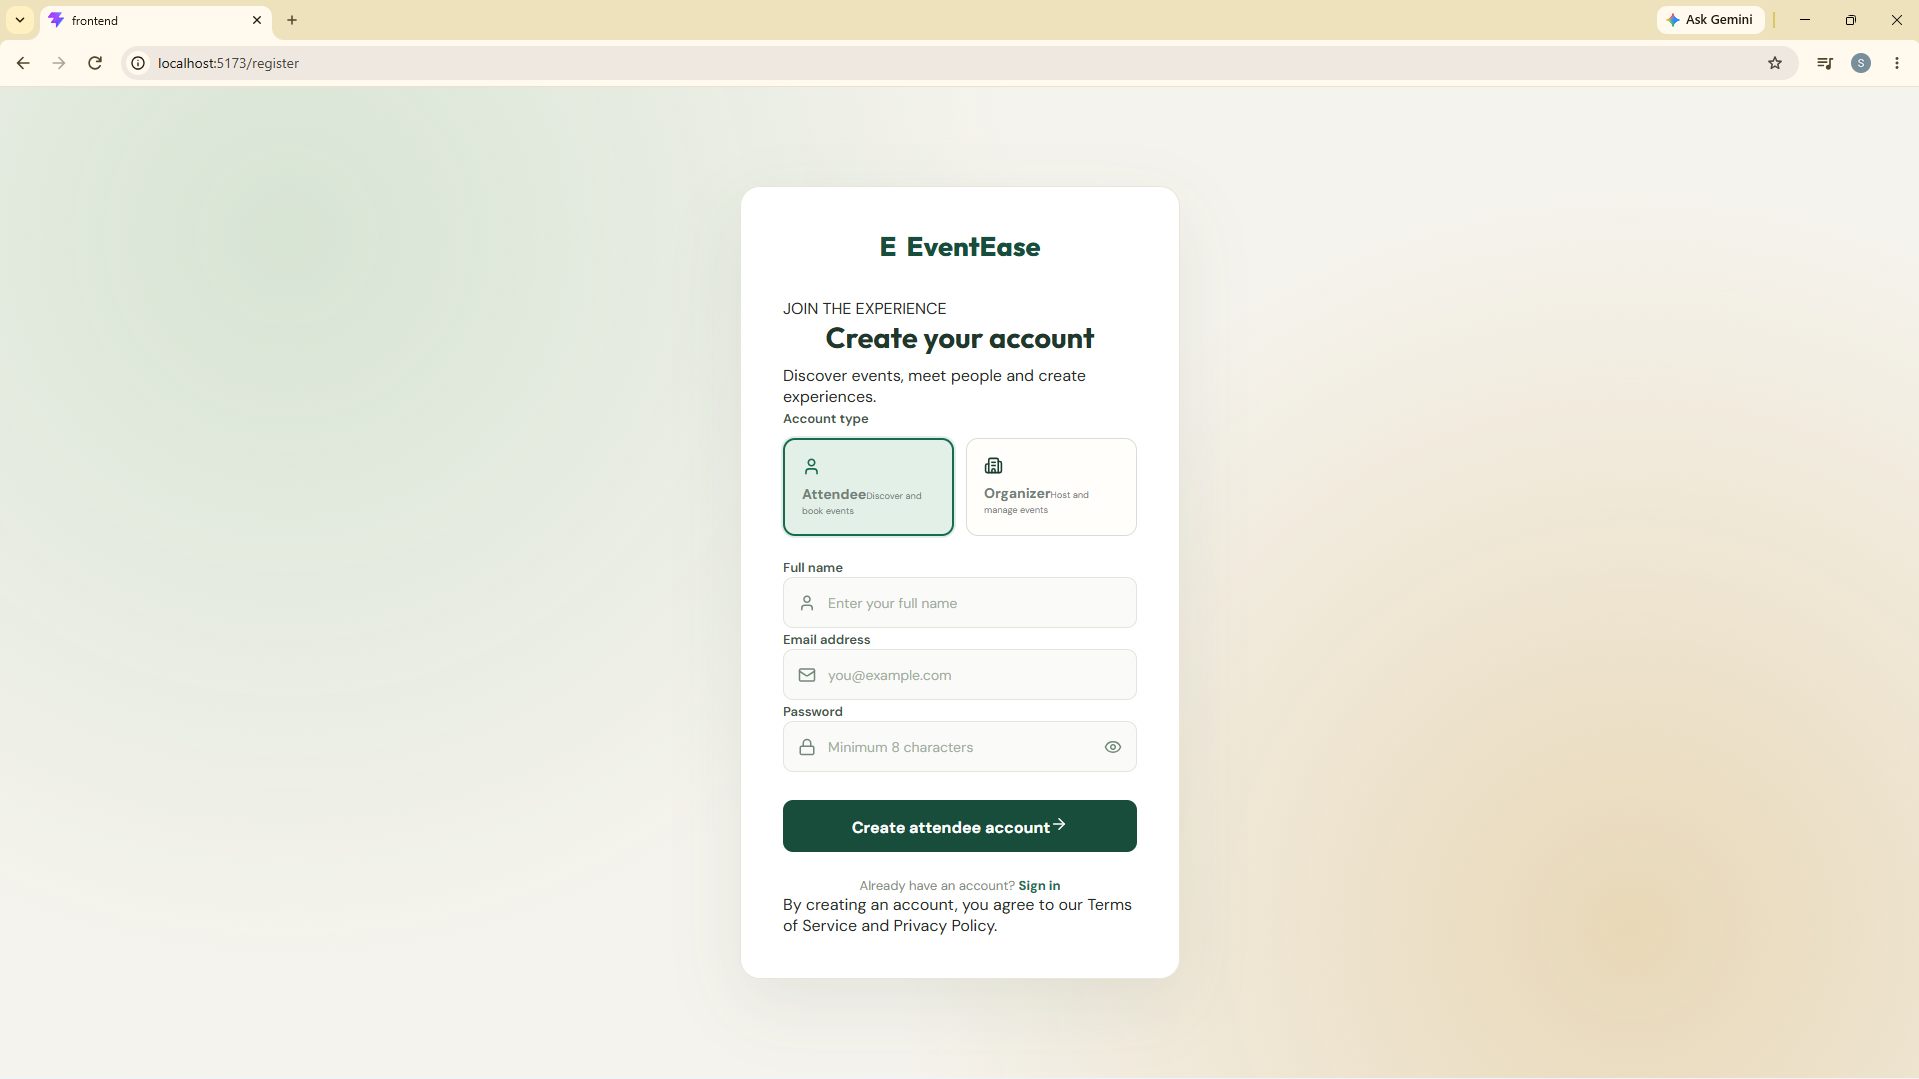 frontend
Ask Gemini
localhost:5173/register
S
E EventEase
JOIN THE EXPERIENCE
Create your account
Discover events, meet people and create
experiences.
Account type
AttendeeDiscover and
book events
OrganizerHost and
manage events
Full name
Enter your full name
Email address
you@example.com
Password
Minimum 8 characters
Create attendee account
Already have an account? Sign in
By creating an account, you agree to our Terms
of Service and Privacy Policy.